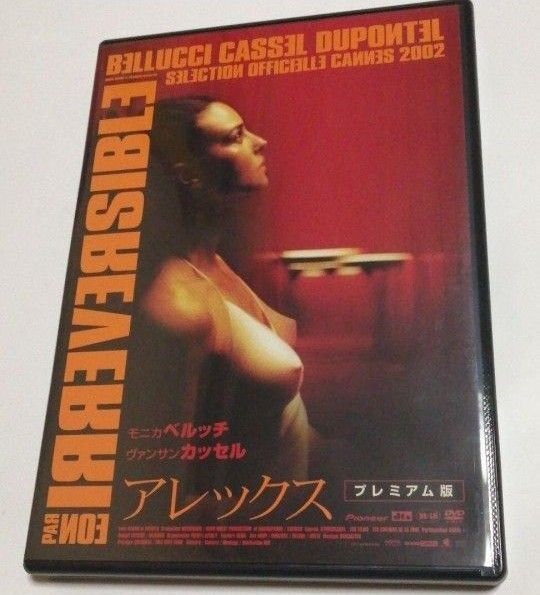 BELLUCCI CASSEL DUPONTEL
SELECTION OFFICIELLE CANNES 2002
IRREVERSIBLE
PAR
NOE
モニカベルッチ
ヴァンサンカッセル
アレックス
プレミアム版
Pioneer dts DVD